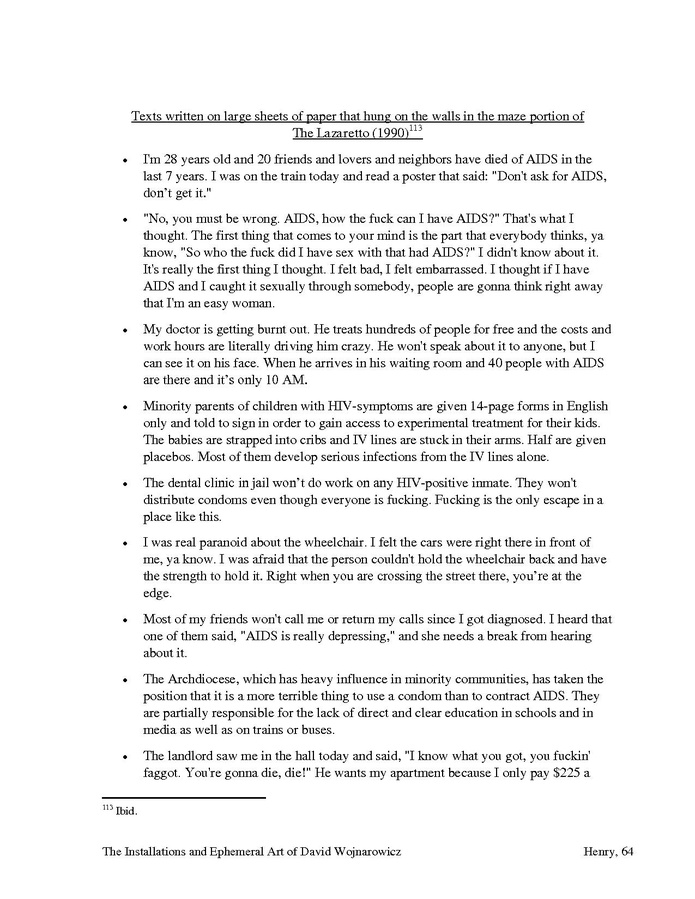 Texts written on large sheets of paper that hung on the walls in the maze portion of
The Lazaretto (1990)113
• I'm 28 years old and 20 friends and lovers and neighbors have died of AIDS in the
last 7 years. I was on the train today and read a poster that said: "Don't ask for AIDS,
don’t get it."
• "No, you must be wrong. AIDS, how the fuck can I have AIDS?" That's what I
thought. The first thing that comes to your mind is the part that everybody thinks, ya
know, "So who the fuck did I have sex with that had AIDS?" I didn't know about it.
It's really the first thing I thought. I felt bad, I felt embarrassed. I thought if I have
AIDS and I caught it sexually through somebody, people are gonna think right away
that I'm an easy woman.
• My doctor is getting burnt out. He treats hundreds of people for free and the costs and
work hours are literally driving him crazy. He won't speak about it to anyone, but I
can see it on his face. When he arrives in his waiting room and 40 people with AIDS
are there and it’s only 10 AM.
• Minority parents of children with HIV-symptoms are given 14-page forms in English
only and told to sign in order to gain access to experimental treatment for their kids.
The babies are strapped into cribs and IV lines are stuck in their arms. Half are given
placebos. Most of them develop serious infections from the IV lines alone.
• The dental clinic in jail won’t do work on any HIV-positive inmate. They won't
distribute condoms even though everyone is fucking. Fucking is the only escape in a
place like this.
• I was real paranoid about the wheelchair. I felt the cars were right there in front of
me, ya know. I was afraid that the person couldn't hold the wheelchair back and have
the strength to hold it. Right when you are crossing the street there, you’re at the
edge.
• Most of my friends won't call me or return my calls since I got diagnosed. I heard that
one of them said, "AIDS is really depressing," and she needs a break from hearing
about it.
• The Archdiocese, which has heavy influence in minority communities, has taken the
position that it is a more terrible thing to use a condom than to contract AIDS. They
are partially responsible for the lack of direct and clear education in schools and in
media as well as on trains or buses.
• The landlord saw me in the hall today and said, "I know what you got, you fuckin'
faggot. You're gonna die, die!" He wants my apartment because I only pay $225 a
113 Ibid.
The Installations and Ephemeral Art of David Wojnarowicz Henry, 64